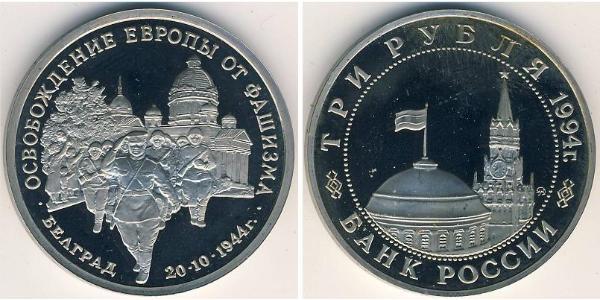 ОСВОБОЖДЕНИЕ ЕВРОПЫ ОТ ФАШИЗМА
· БЕЛГРАД 20·10·1944г. ·
ТРИ РУБЛЯ 1994г.
БАНК РОССИИ